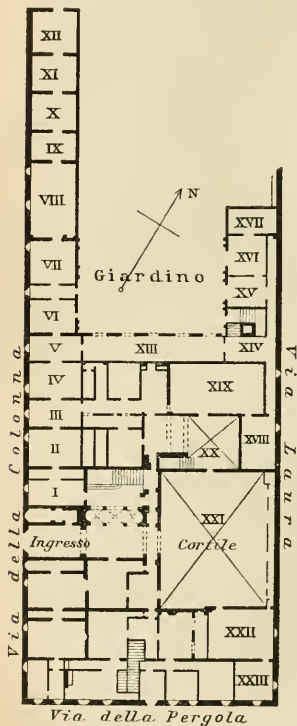 XII
XI
X
IX
VIII
XVII
VII
XVI
N
Giardino
XV
VI
V
XIII
XIV
IV
XIX
III
II
XX
XVIII
I
XXI
Ingresso
Cortile
XXII
XXIII
Via della Colonna
Via Laura
Via della Pergola